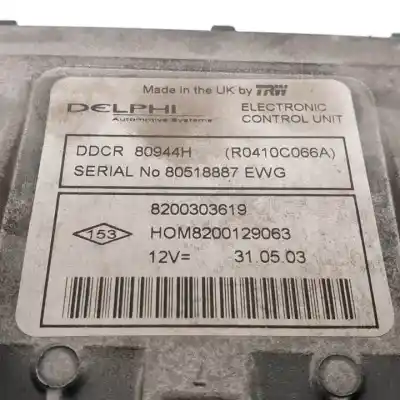 Made in the UK by TRW
DELPHI
Automotive Systems
ELECTRONIC
CONTROL UNIT
DDCR 80944H (R0410C066A)
SERIAL No 80518887 EWG
8200303619
153 HOM8200129063
12V= 31.05.03